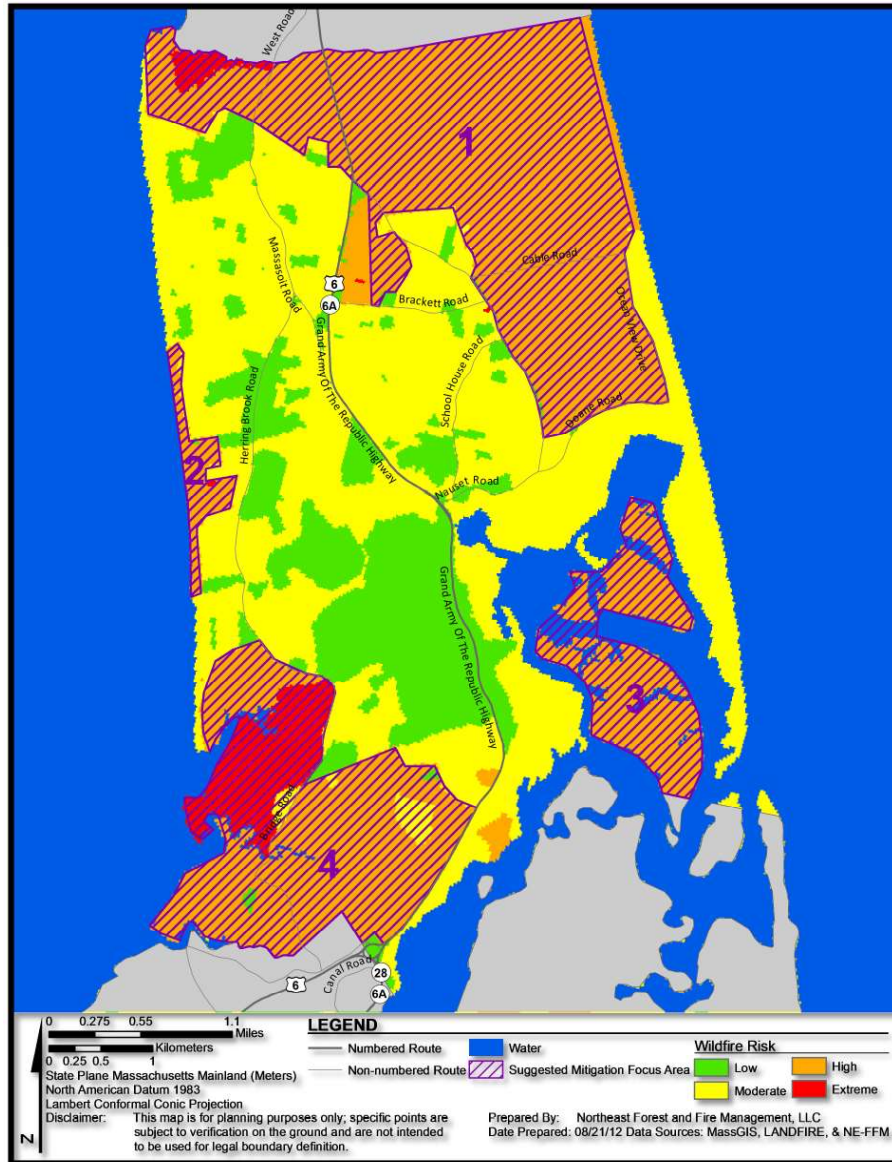 West Road
1
Massasoit Road
Cable Road
6
6A
Brackett Road
Ocean View Drive
Grand Army Of The Republic Highway
School House Road
Herring Brook Road
Doane Road
2
Nauset Road
Grand Army Of The Republic Highway
3
Bridge Road
4
Canal Road
28
6
6A
0 0.275 0.55 1.1
Miles
Kilometers
0 0.25 0.5 1
State Plane Massachusetts Mainland (Meters)
North American Datum 1983
Lambert Conformal Conic Projection
Disclaimer: This map is for planning purposes only; specific points are
subject to verification on the ground and are not intended
to be used for legal boundary definition.
N
LEGEND
Numbered Route
Non-numbered Route
Water
Suggested Mitigation Focus Area
Wildfire Risk
Low
High
Moderate
Extreme
Prepared By: Northeast Forest and Fire Management, LLC
Date Prepared: 08/21/12 Data Sources: MassGIS, LANDFIRE, & NE-FFM